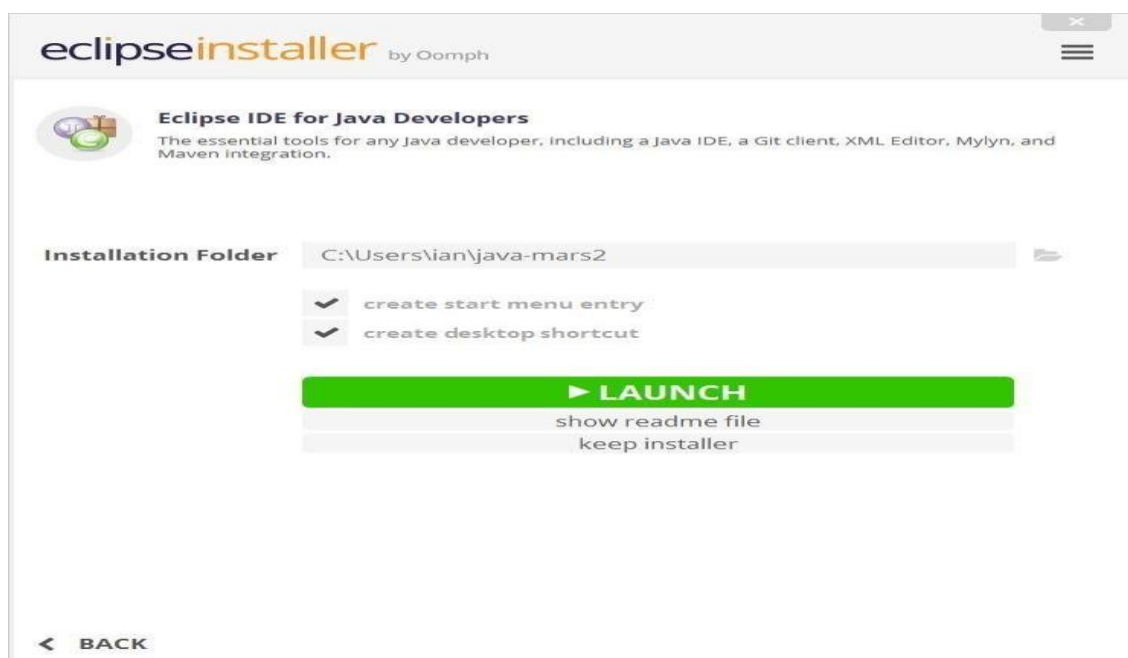 eclipseinstaller by Oomph
Eclipse IDE for Java Developers
The essential tools for any Java developer, including a Java IDE, a Git client, XML Editor, Mylyn, and
Maven integration.
Installation Folder C:\Users\ian\java-mars2
create start menu entry
create desktop shortcut
LAUNCH
show readme file
keep installer
BACK